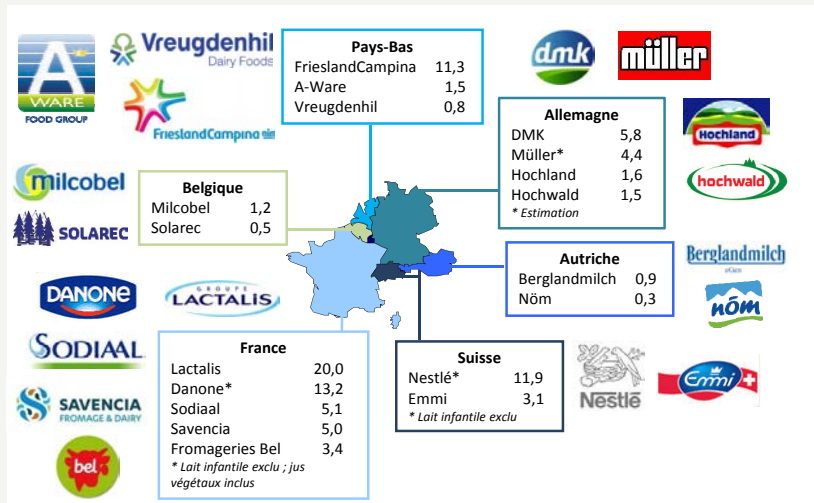 A
WARE
FOOD GROUP
Vreugdenhil
Dairy Foods
FrieslandCampina
Pays-Bas
FrieslandCampina 11,3
A-Ware 1,5
Vreugdenhil 0,8
dmk
müller
Allemagne
DMK 5,8
Müller* 4,4
Hochland 1,6
Hochwald 1,5
* Estimation
Hochland
hochwald
milcobel
SOLAREC
Belgique
Milcobel 1,2
Solarec 0,5
Autriche
Berglandmilch 0,9
Nöm 0,3
Berglandmilch
nöm
DANONE
GROUPE
LACTALIS
SODIAAL
SAVENCIA
FROMAGE & DAIRY
bel
France
Lactalis 20,0
Danone* 13,2
Sodiaal 5,1
Savencia 5,0
Fromageries Bel 3,4
* Lait infantile exclu ; jus
végétaux inclus
Suisse
Nestlé* 11,9
Emmi 3,1
* Lait infantile exclu
Nestlé
Emmi